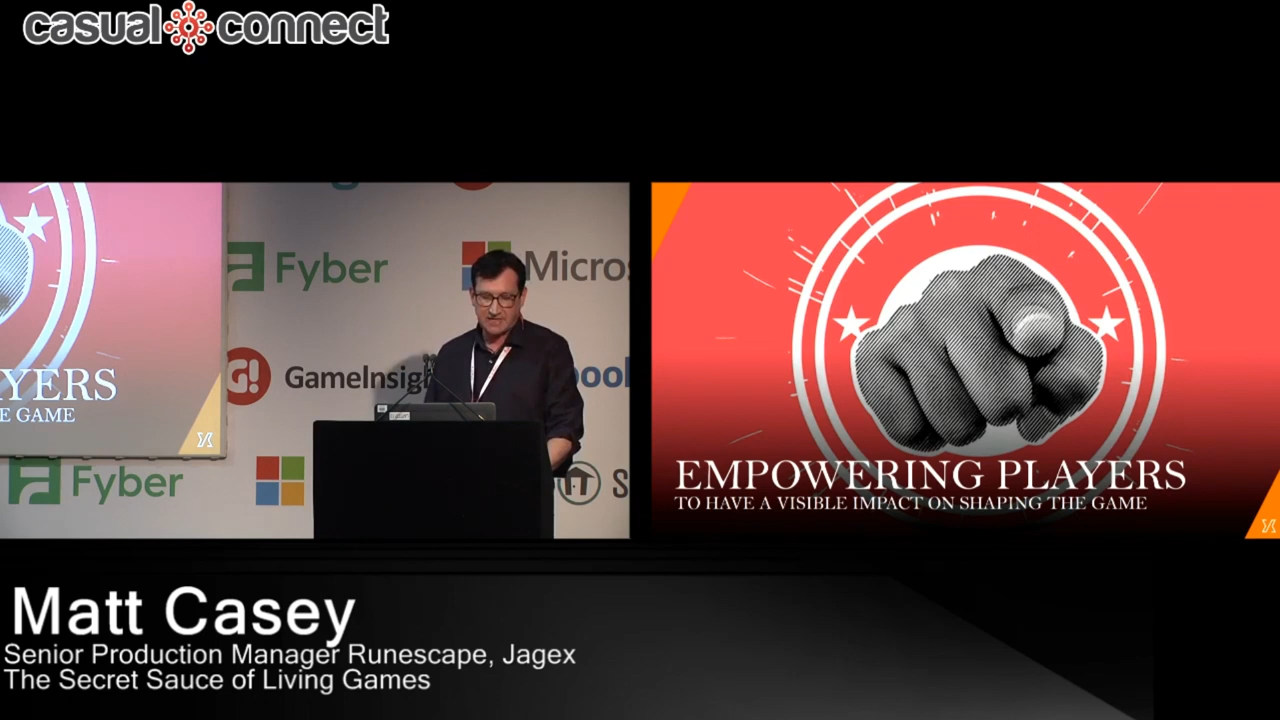 casual connect
Fyber
Micros
G! GameInsigh
YERS
E GAME
Fyber
EMPOWERING PLAYERS
TO HAVE A VISIBLE IMPACT ON SHAPING THE GAME
Matt Casey
Senior Production Manager Runescape, Jagex
The Secret Sauce of Living Games